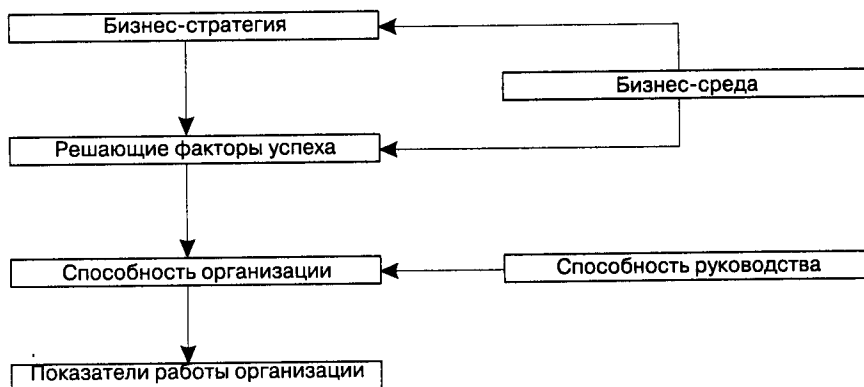 Бизнес-стратегия
Бизнес-среда
Решающие факторы успеха
Способность организации
Способность руководства
Показатели работы организации